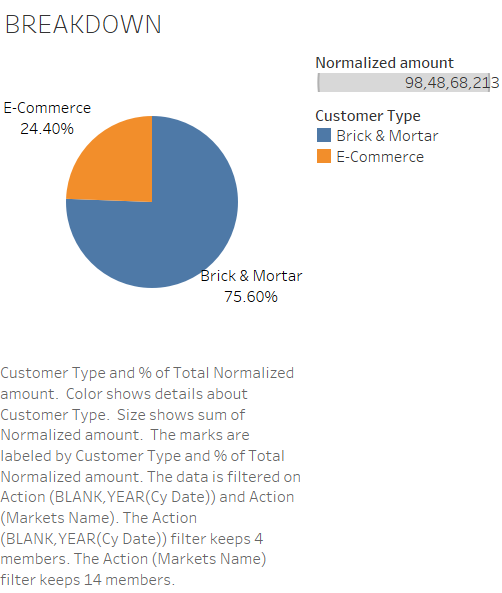 BREAKDOWN
Normalized amount
98,48,68,213
Customer Type
Brick & Mortar
E-Commerce
E-Commerce
24.40%
Brick & Mortar
75.60%
Customer Type and % of Total Normalized
amount.  Color shows details about
Customer Type.  Size shows sum of
Normalized amount.  The marks are
labeled by Customer Type and % of Total
Normalized amount. The data is filtered on
Action (BLANK,YEAR(Cy Date)) and Action
(Markets Name). The Action
(BLANK,YEAR(Cy Date)) filter keeps 4
members. The Action (Markets Name)
filter keeps 14 members.